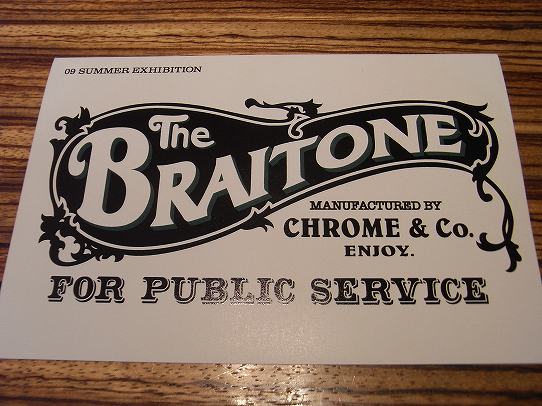 09 SUMMER EXHIBITION
The
BRAITONE
MANUFACTURED BY
CHROME & Co.
ENJOY.
FOR PUBLIC SERVICE